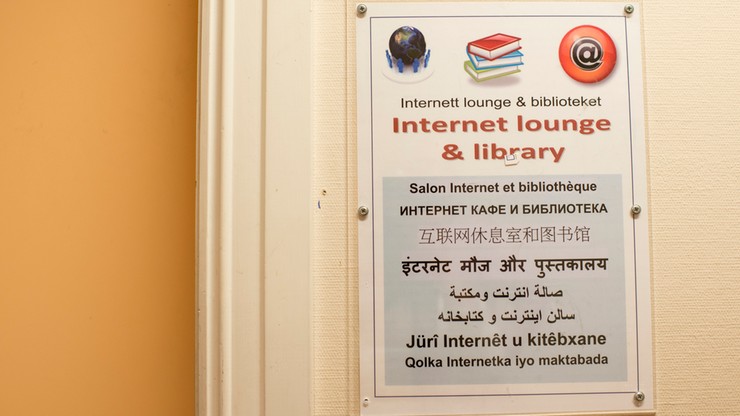 @
Internett lounge & biblioteket
Internet lounge
& library
Salon Internet et bibliothèque
ИНТЕРНЕТ КАФЕ И БИБЛИОТЕКА
互联网休息室和图书馆
इंटरनेट मौज और पुस्तकालय
صالة انترنت ومكتبة
سالن اینترنت و کتابخانه
Jûrî Internêt u kitêbxane
Qolka Internetka iyo maktabada